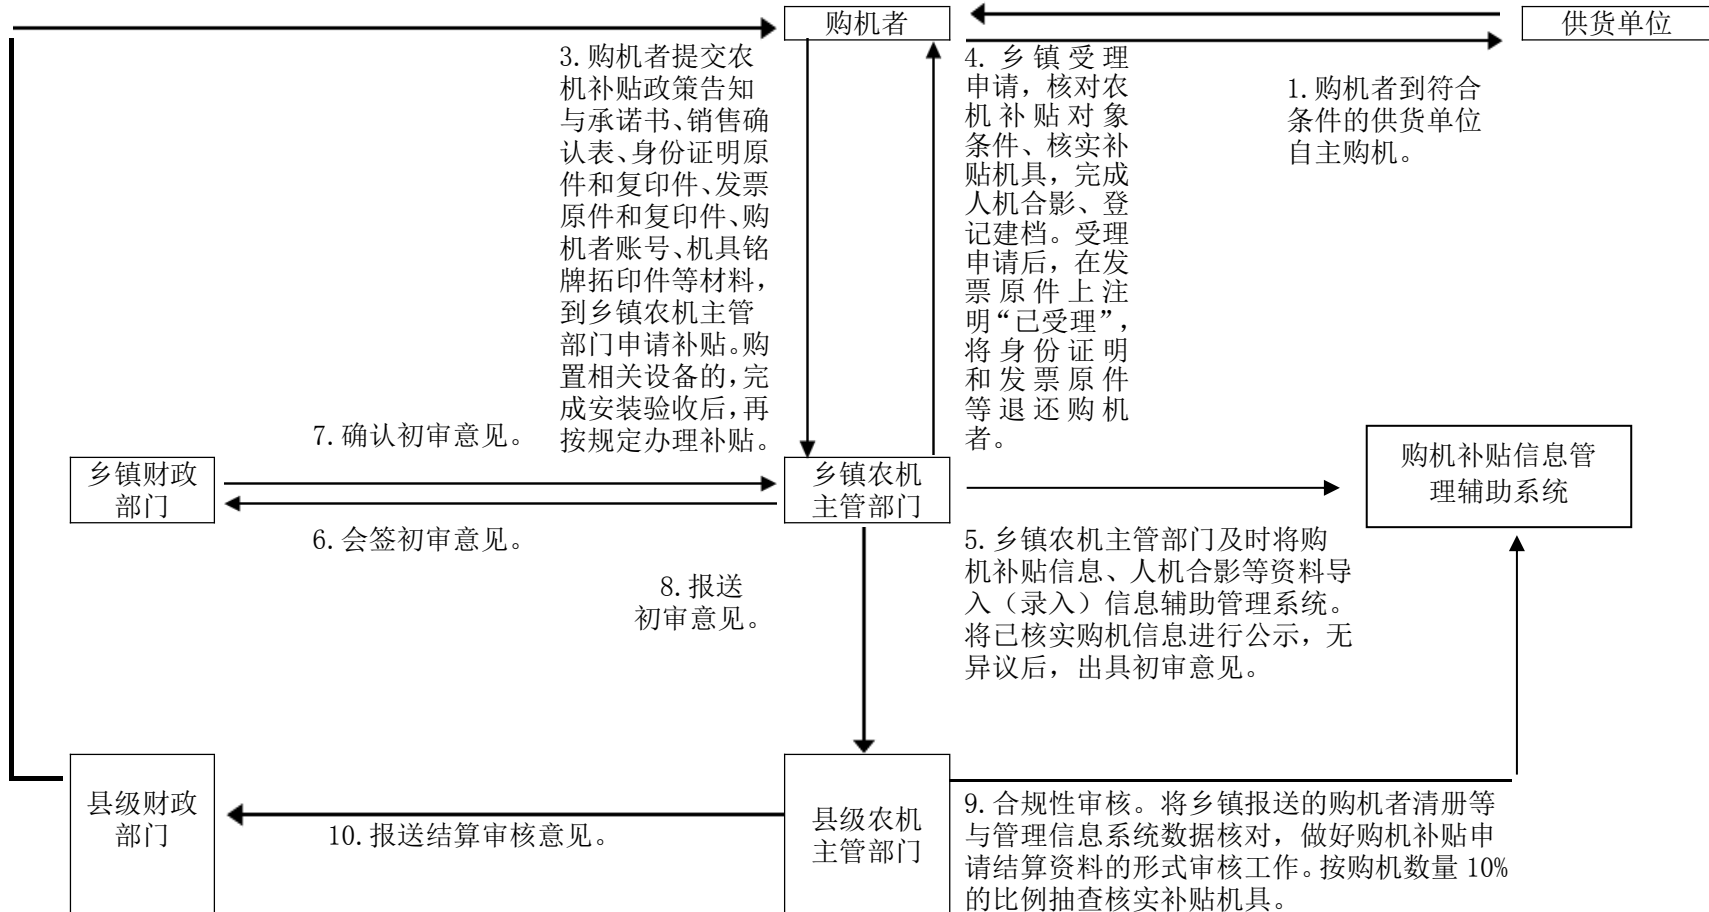 购机者
供货单位
3.购机者提交农
机补贴政策告知
与承诺书、销售确
认表、身份证明原
件和复印件、发票
原件和复印件、购
机者账号、机具铭
牌拓印件等材料，
到乡镇农机主管
部门申请补贴。购
置相关设备的，完
成安装验收后，再
按规定办理补贴。
4.乡镇受理
申请，核对农
机补贴对象
条件、核实补
贴机具，完成
人机合影、登
记建档。受理
申请后，在发
票原件上注
明“已受理”，
将身份证明
和发票原件
等退还购机
者。
1.购机者到符合
条件的供货单位
自主购机。
7.确认初审意见。
乡镇财政
部门
乡镇农机
主管部门
购机补贴信息管
理辅助系统
6.会签初审意见。
8.报送
初审意见。
5.乡镇农机主管部门及时将购
机补贴信息、人机合影等资料导
入（录入）信息辅助管理系统。
将已核实购机信息进行公示，无
异议后，出具初审意见。
县级财政
部门
10.报送结算审核意见。
县级农机
主管部门
9.合规性审核。将乡镇报送的购机者清册等
与管理信息系统数据核对，做好购机补贴申
请结算资料的形式审核工作。按购机数量 10%
的比例抽查核实补贴机具。